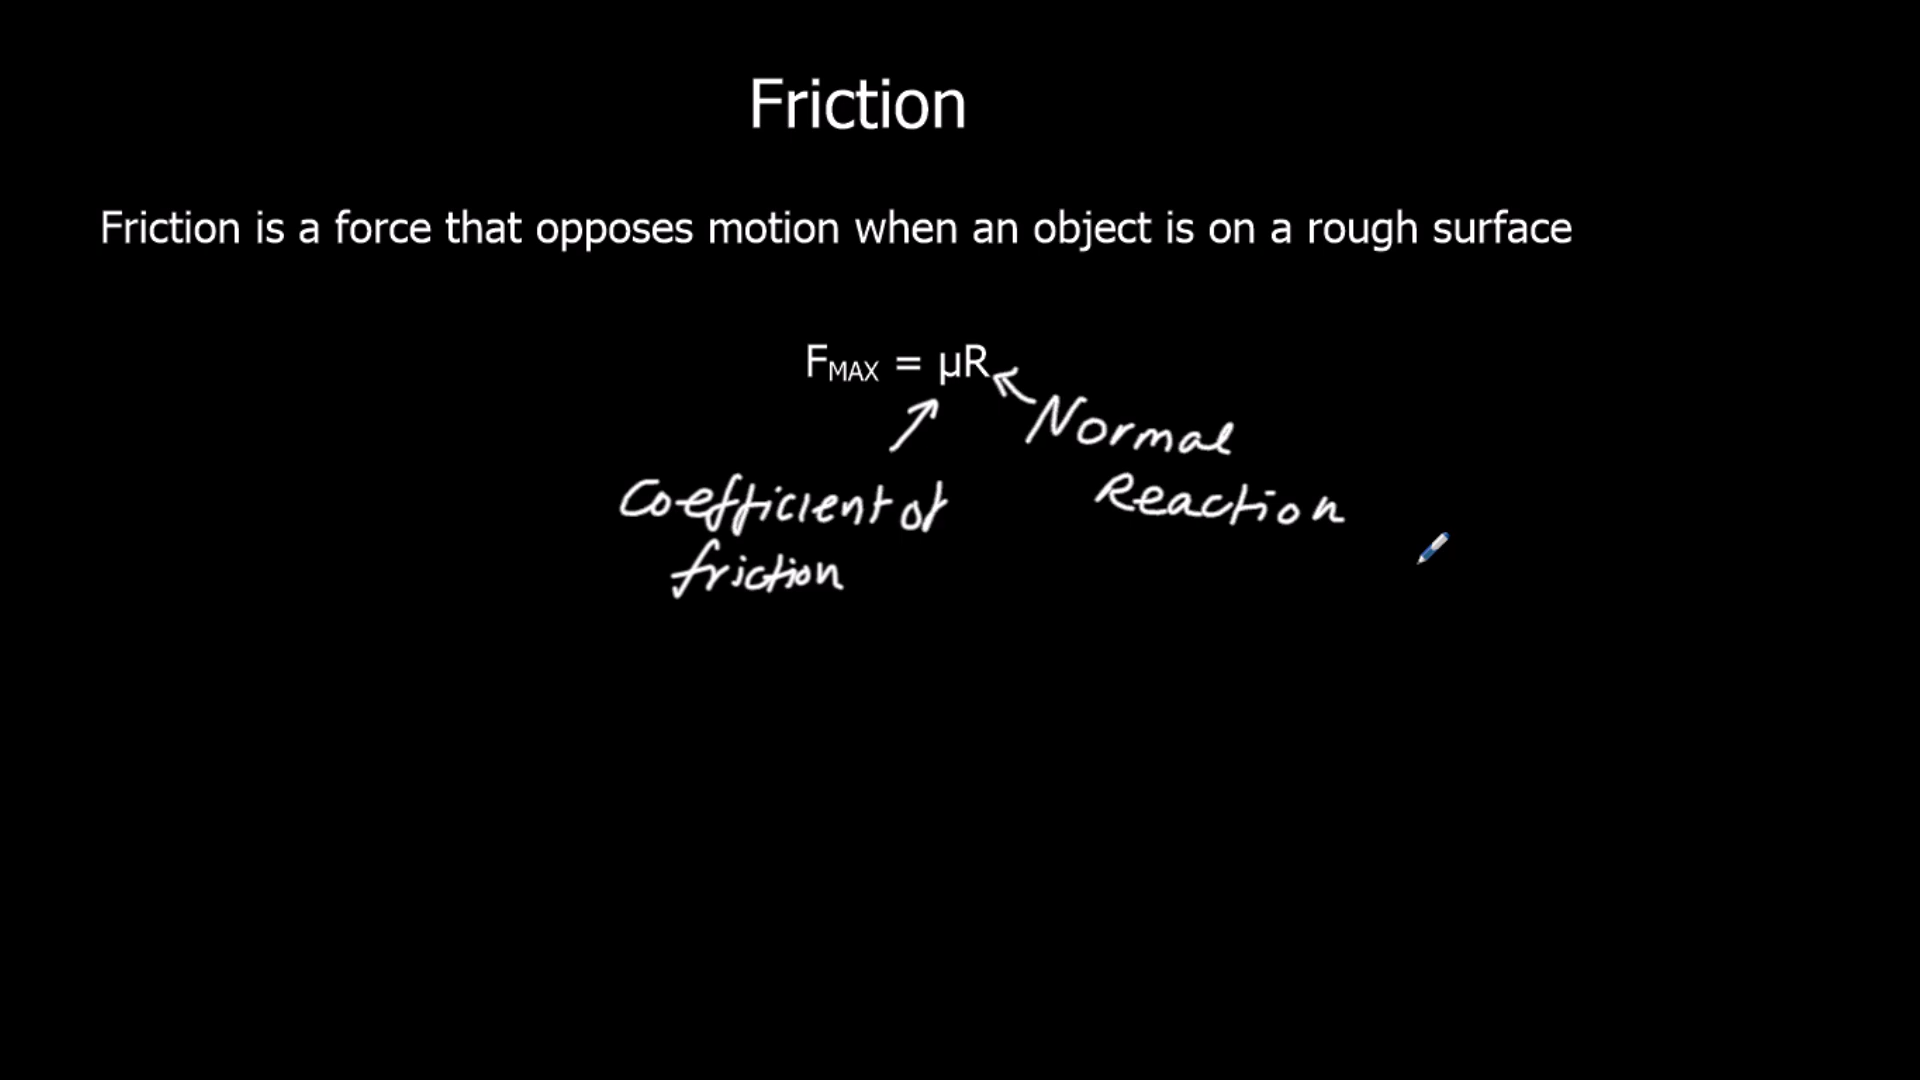 Friction
Friction is a force that opposes motion when an object is on a rough surface
FMAX = μR
Normal
Reaction
Coefficient of
friction